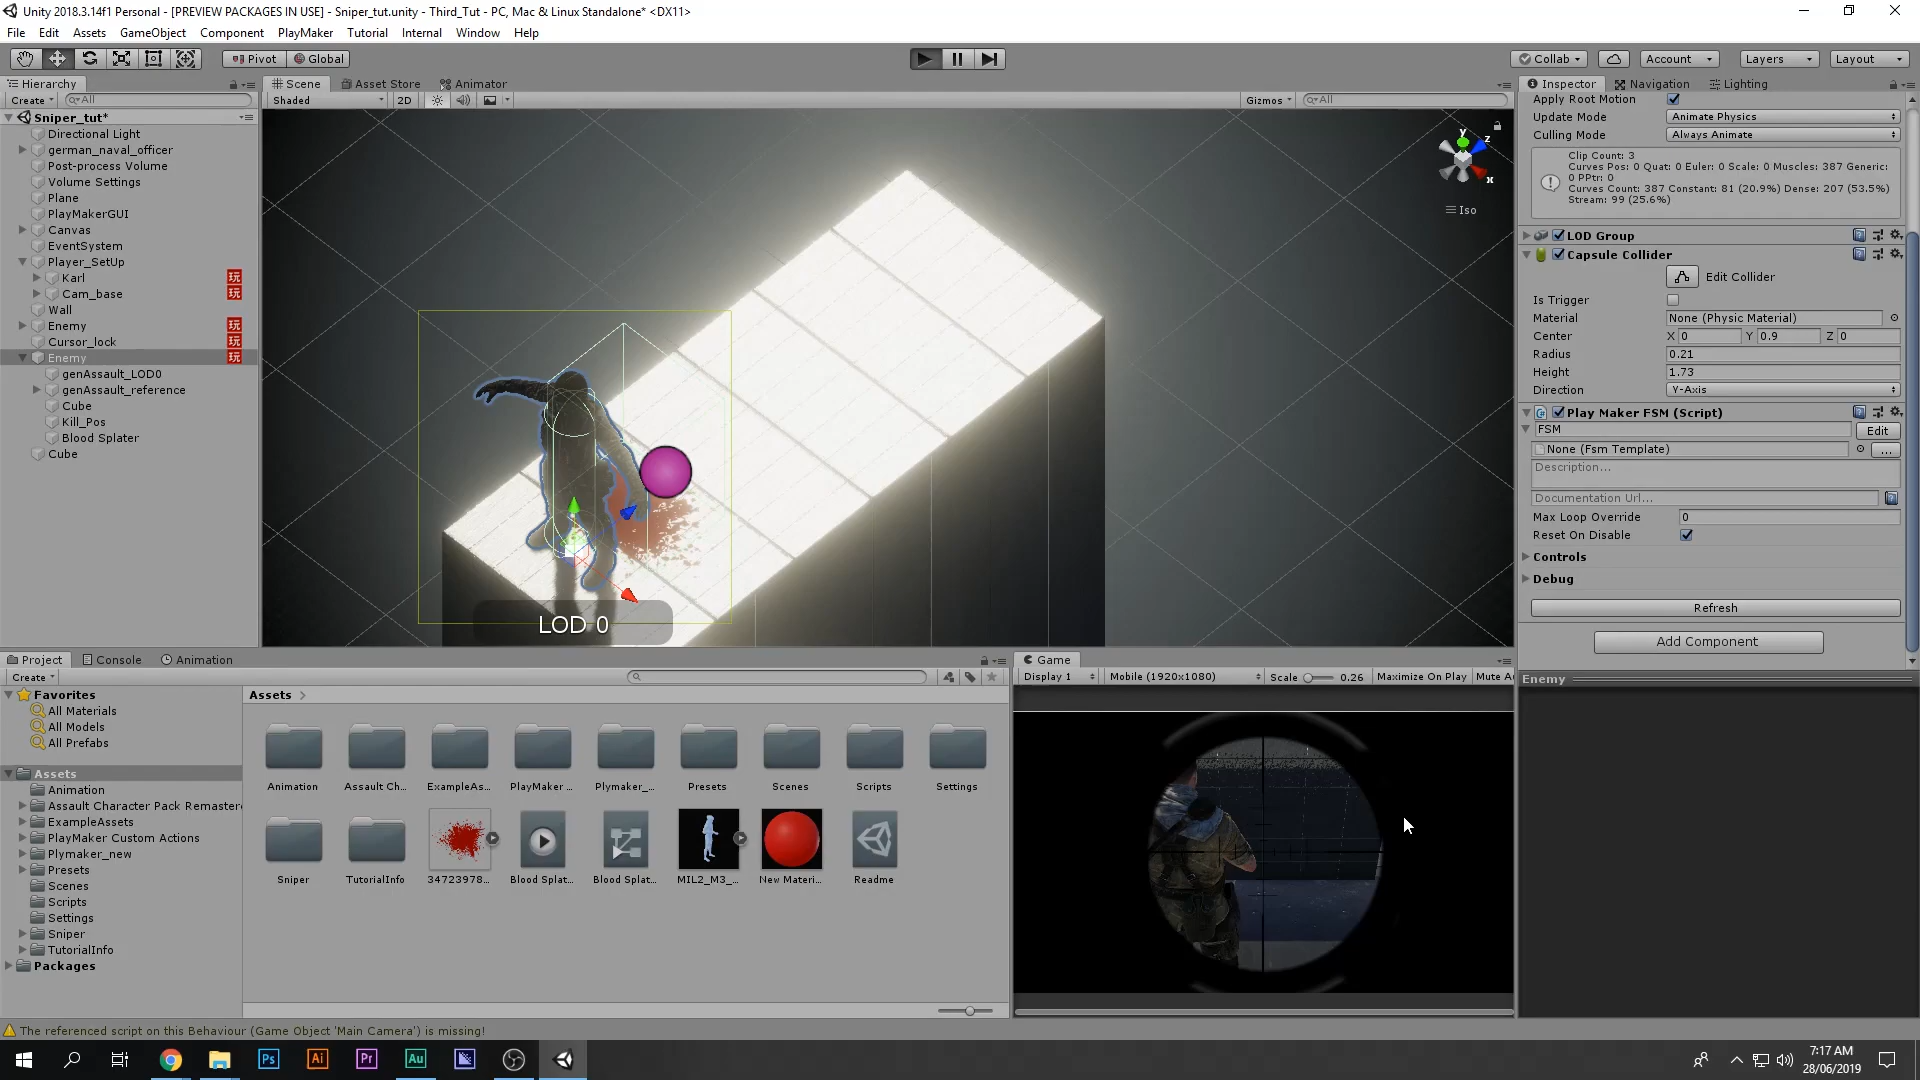 Unity 2018.3.14f1 Personal - [PREVIEW PACKAGES IN USE] - Sniper_tut.unity - Third_Tut - PC, Mac & Linux Standalone* <DX11>
File Edit Assets GameObject Component PlayMaker Tutorial Internal Window Help
Pivot Global Collab Account Layers Layout
Hierarchy
Create All
Sniper_tut*
Directional Light
german_naval_officer
Post-process Volume
Volume Settings
Plane
PlayMakerGUI
Canvas
EventSystem
Player_SetUp
Karl 玩
Cam_base 玩
Wall
Enemy 玩
Cursor_lock 玩
Enemy 玩
genAssault_LOD0
genAssault_reference
Cube
Kill_Pos
Blood Splater
Cube
Scene Asset Store Animator
Shaded 2D Gizmos All
y
z
x
Iso
LOD 0
Inspector Navigation Lighting
Apply Root Motion
Update Mode Animate Physics
Culling Mode Always Animate
Clip Count: 3
Curves Pos: 0 Quat: 0 Euler: 0 Scale: 0 Muscles: 387 Generic:
0 PPtr: 0
Curves Count: 387 Constant: 81 (20.9%) Dense: 207 (53.5%)
Stream: 99 (25.6%)
LOD Group
Capsule Collider
Edit Collider
Is Trigger
Material None (Physic Material)
Center X 0 Y 0.9 Z 0
Radius 0.21
Height 1.73
Direction Y-Axis
Play Maker FSM (Script)
FSM Edit
None (Fsm Template) ...
Description...
Documentation Url...
Max Loop Override 0
Reset On Disable
Controls
Debug
Refresh
Add Component
Enemy
Project Console Animation
Create
Favorites
All Materials
All Models
All Prefabs
Assets
Animation
Assault Character Pack Remastere
ExampleAssets
PlayMaker Custom Actions
Plymaker_new
Presets
Scenes
Scripts
Settings
Sniper
TutorialInfo
Packages
Assets
Animation Assault Ch... ExampleAs... PlayMaker ... Plymaker_... Presets Scenes Scripts Settings
Sniper TutorialInfo 34723978... Blood Splat... Blood Splat... MIL2_M3_... New Materi... Readme
Game
Display 1 Mobile (1920x1080) Scale 0.26 Maximize On Play Mute A
The referenced script on this Behaviour (Game Object 'Main Camera') is missing!
Ps Ai Pr Au
7:17 AM
28/06/2019